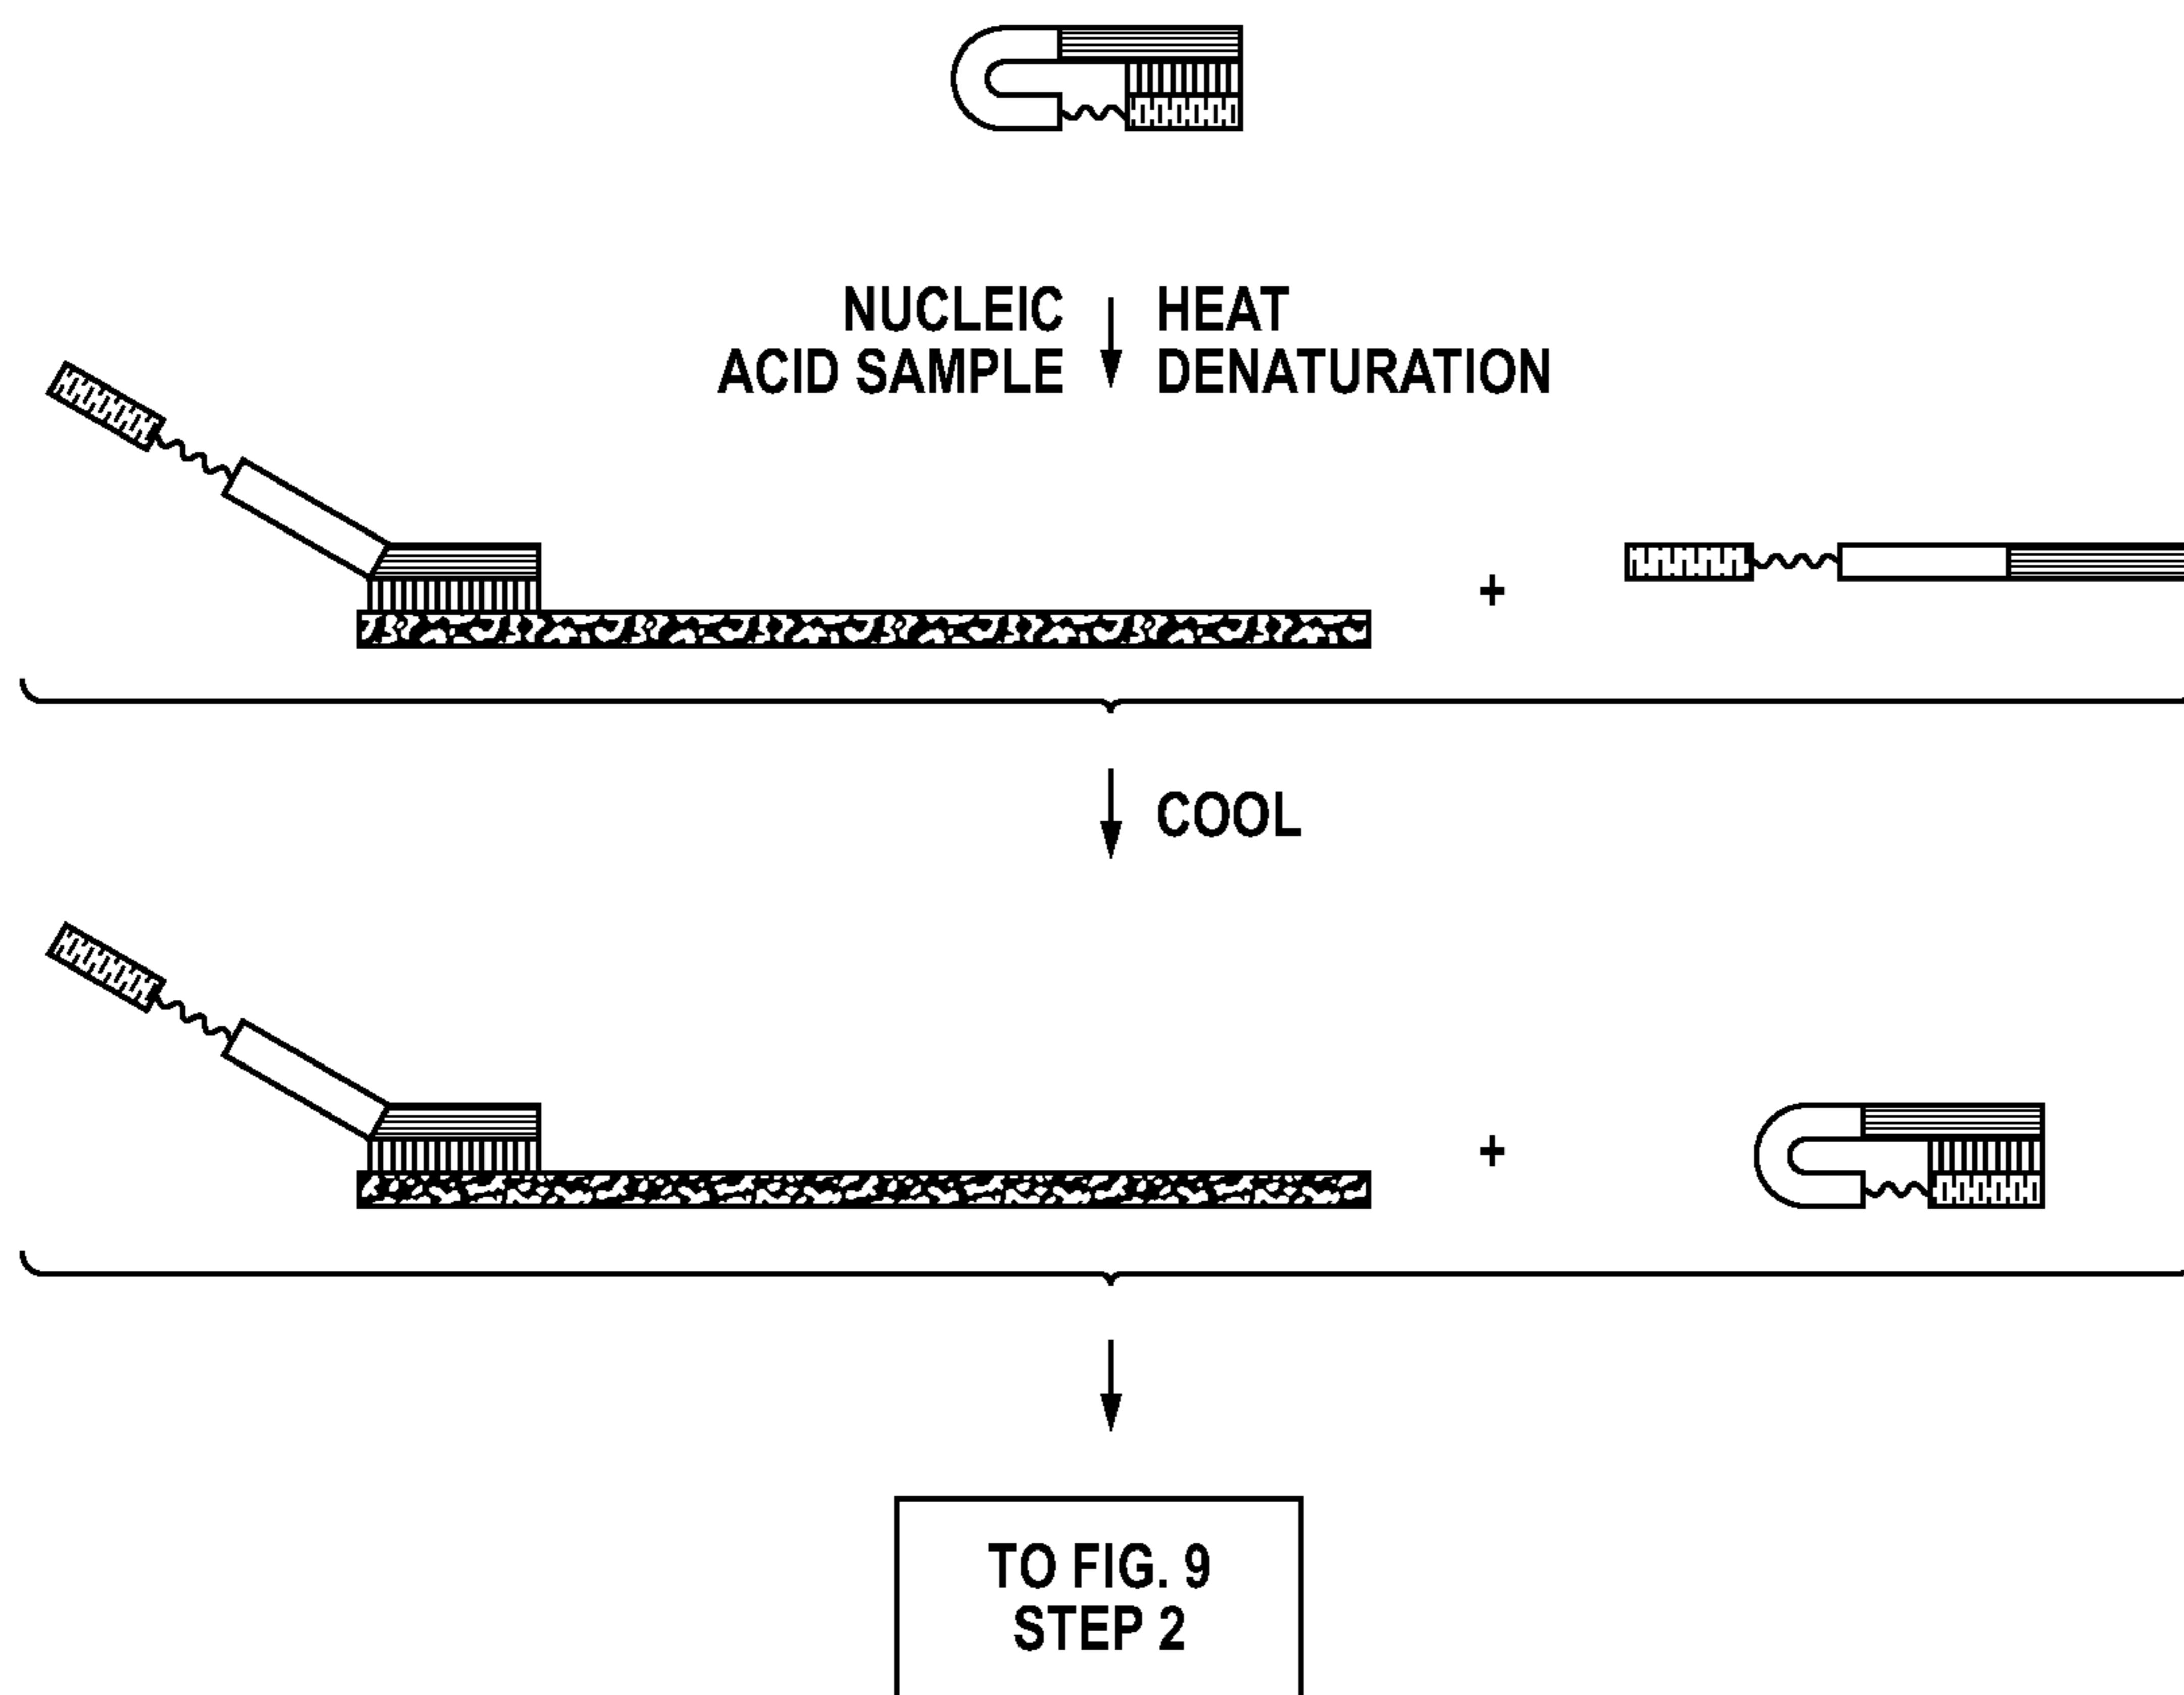 NUCLEIC
ACID SAMPLE
HEAT
DENATURATION
+
COOL
+
TO FIG. 9
STEP 2